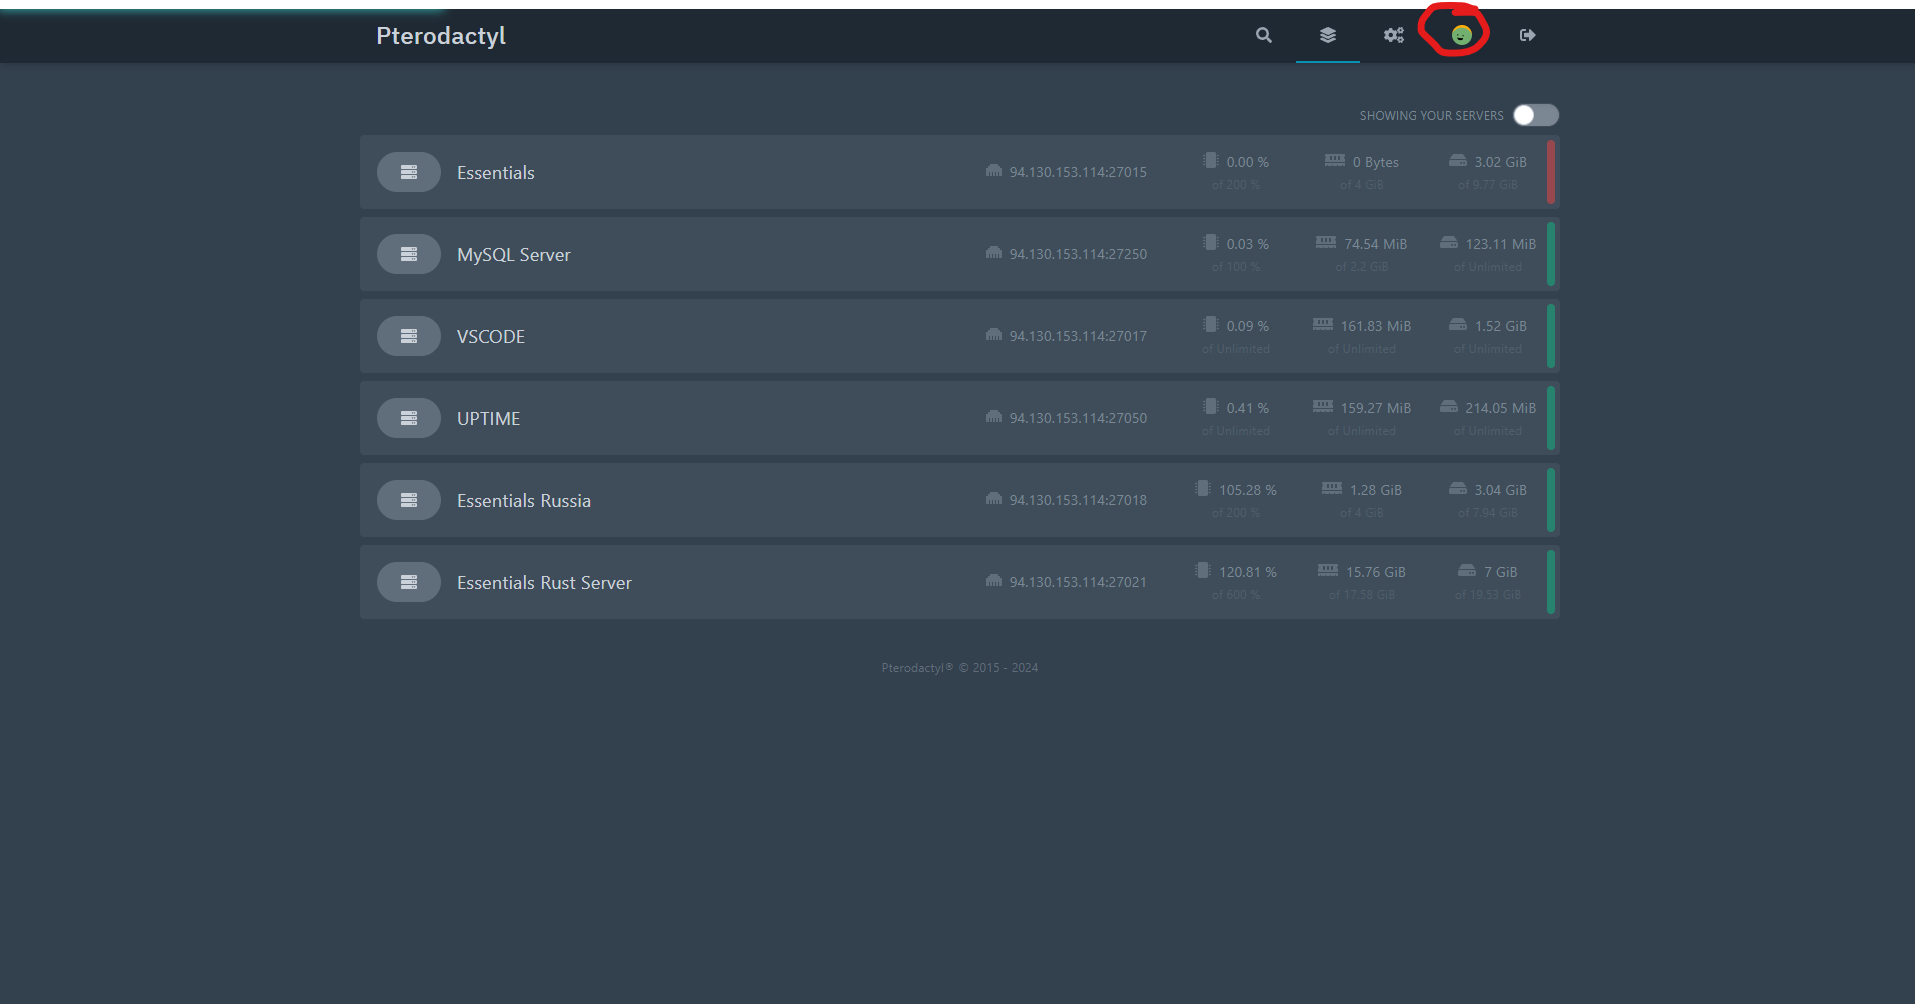 Pterodactyl
SHOWING YOUR SERVERS
Essentials 94.130.153.114:27015 0.00 % 0 Bytes 3.02 GiB
of 200 % of 4 GiB of 9.77 GiB
MySQL Server 94.130.153.114:27250 0.03 % 74.54 MiB 123.11 MiB
of 100 % of 2.2 GiB of Unlimited
VSCODE 94.130.153.114:27017 0.09 % 161.83 MiB 1.52 GiB
of Unlimited of Unlimited of Unlimited
UPTIME 94.130.153.114:27050 0.41 % 159.27 MiB 214.05 MiB
of Unlimited of Unlimited of Unlimited
Essentials Russia 94.130.153.114:27018 105.28 % 1.28 GiB 3.04 GiB
of 200 % of 4 GiB of 7.94 GiB
Essentials Rust Server 94.130.153.114:27021 120.81 % 15.76 GiB 7 GiB
of 600 % of 17.58 GiB of 19.53 GiB
Pterodactyl® © 2015 - 2024